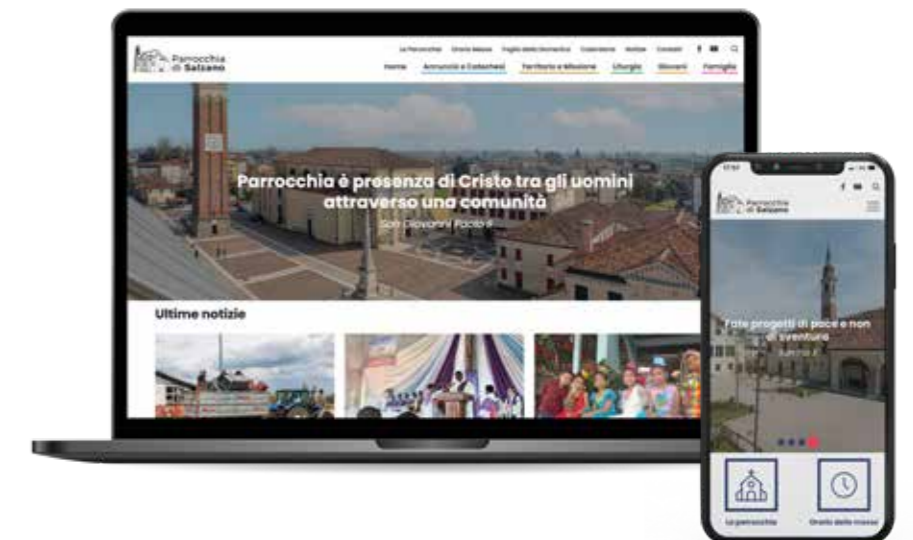 Parrocchia
di Salzano
La Parrocchia Orario Messe Foglio della Domenica Calendario Notizie Contatti
Home Annuncio e Catechesi Territorio e Missione Liturgia Giovani Famiglia
Parrocchia è presenza di Cristo tra gli uomini
attraverso una comunità
San Giovanni Paolo II
Ultime notizie
Parrocchia
di Salzano
Fate progetti di pace e non
di sventura
La parrocchia Orario delle messe